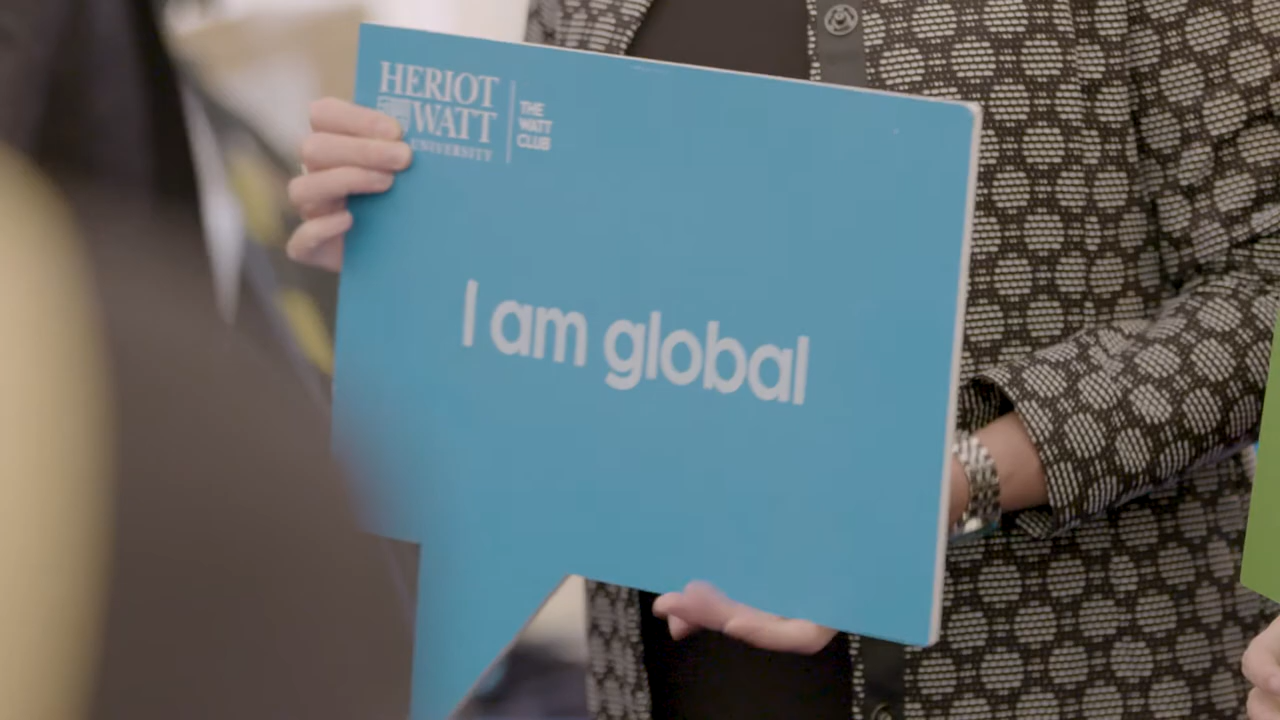 HERIOT
WATT
UNIVERSITY
THE
WATT
CLUB
I am global